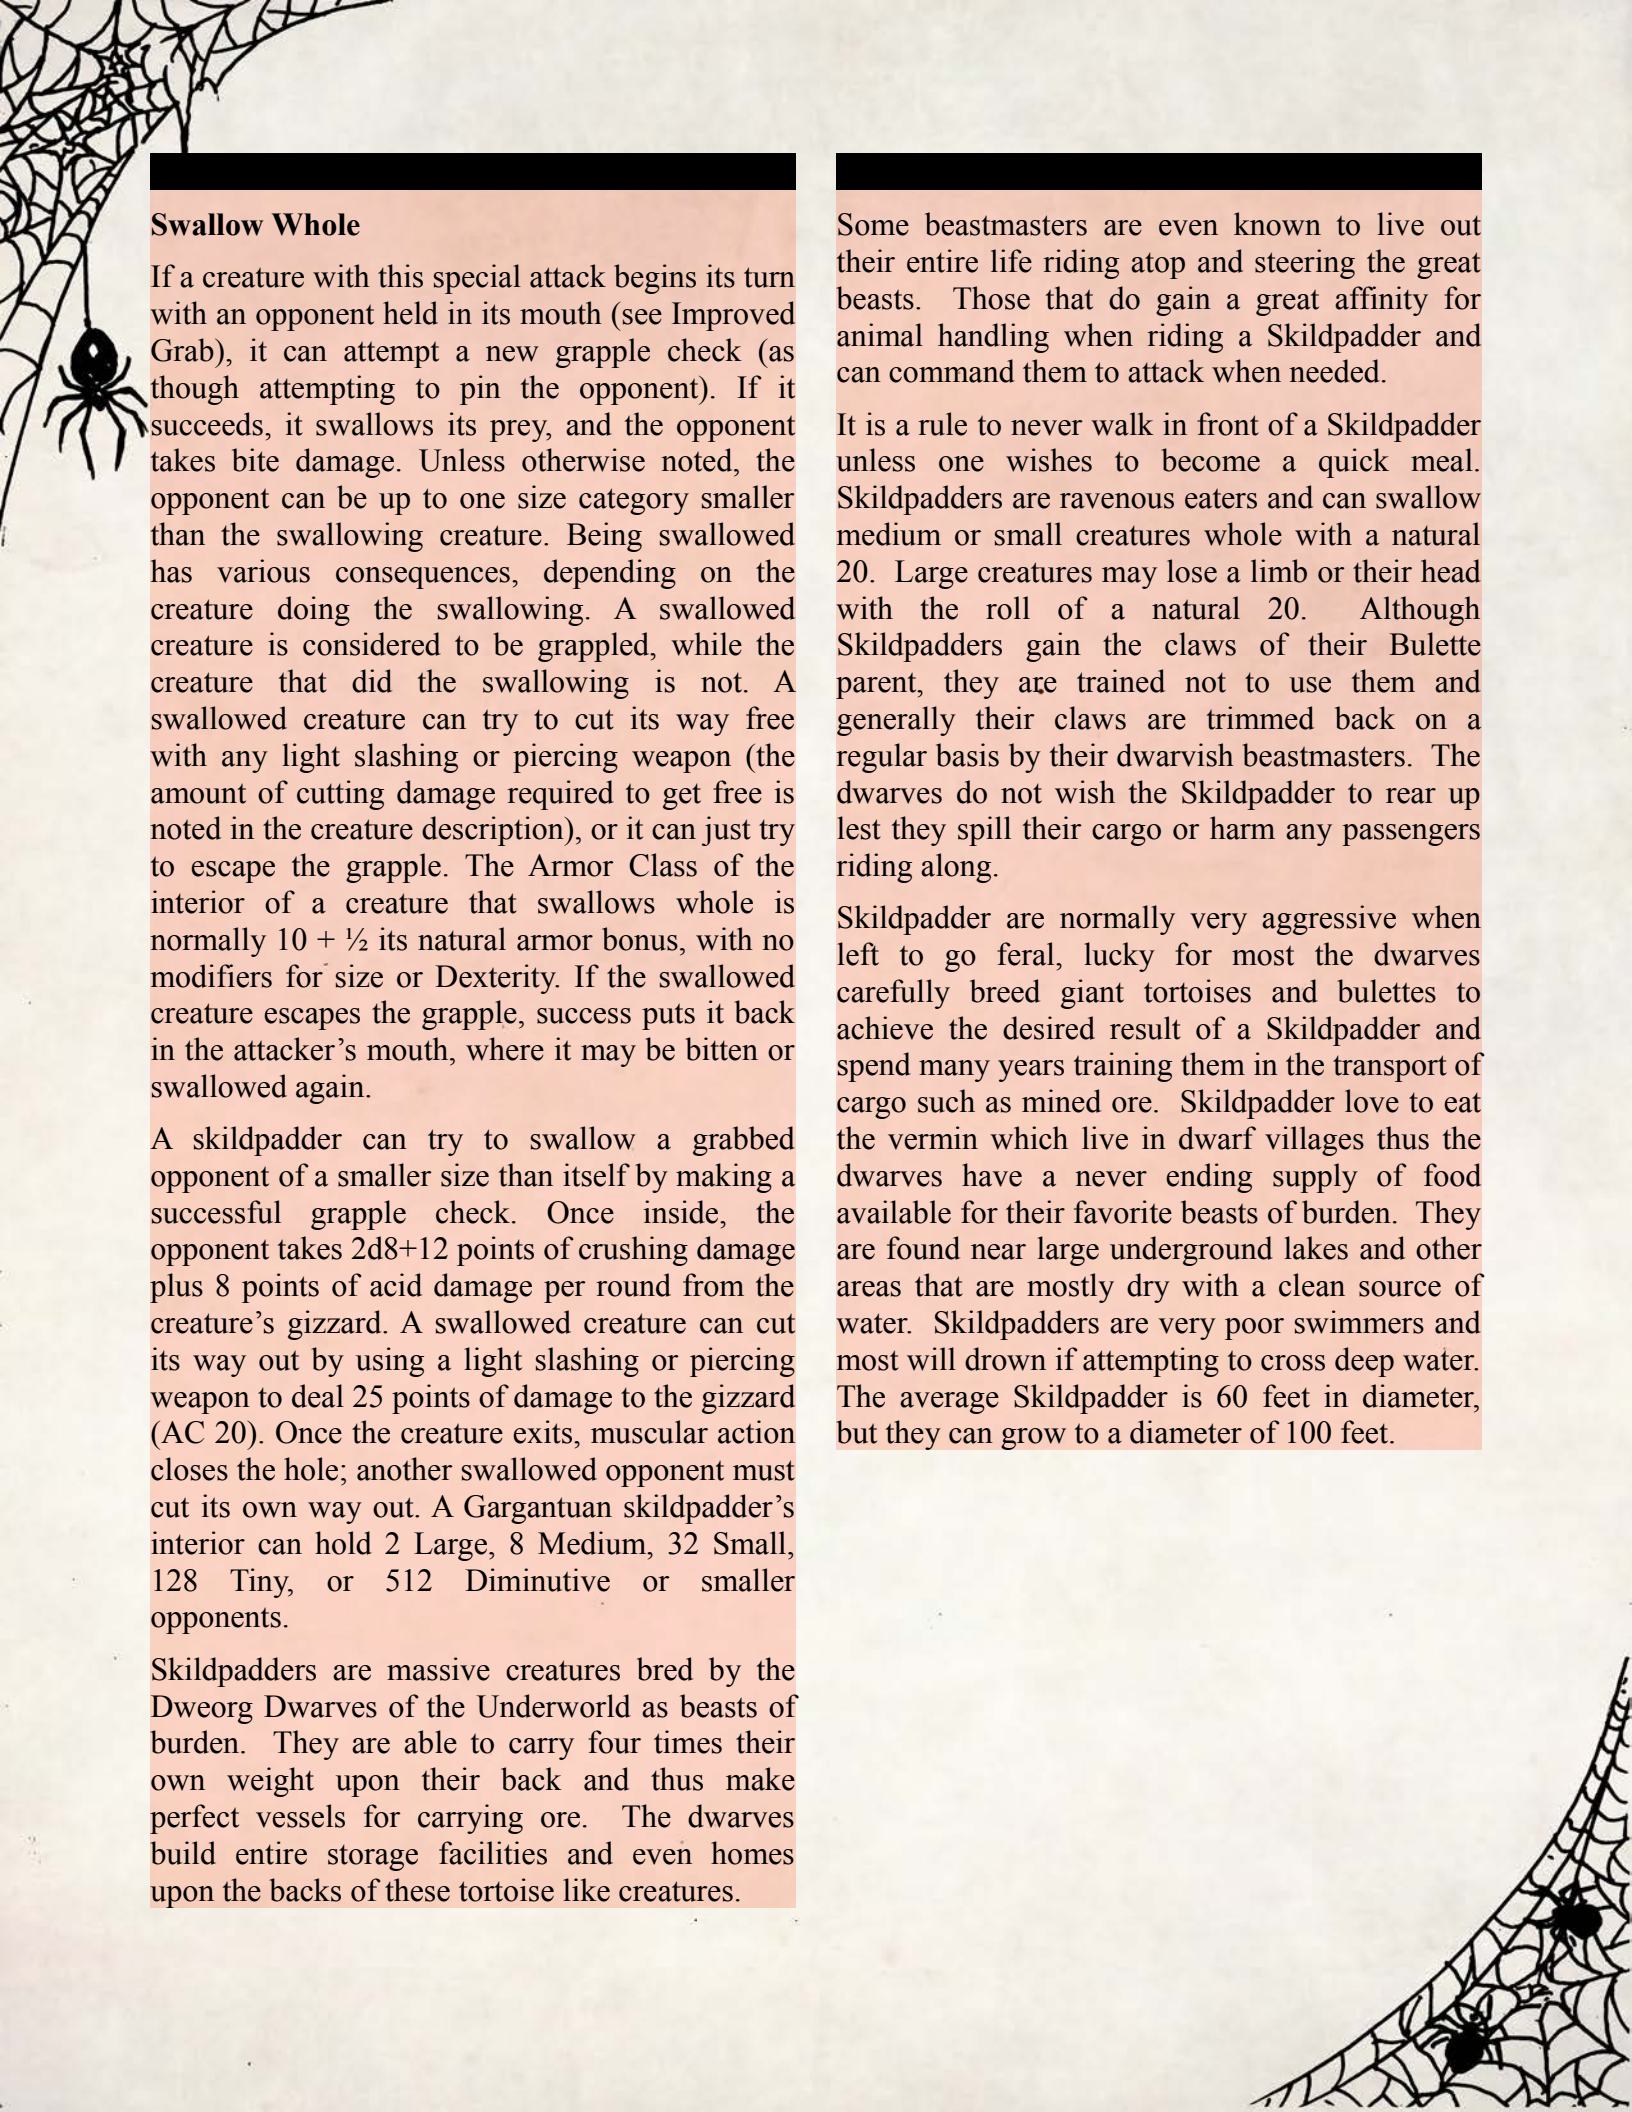 Swallow Whole
If a creature with this special attack begins its turn
with an opponent held in its mouth (see Improved
Grab), it can attempt a new grapple check (as
though attempting to pin the opponent). If it
succeeds, it swallows its prey, and the opponent
takes bite damage. Unless otherwise noted, the
opponent can be up to one size category smaller
than the swallowing creature. Being swallowed
has various consequences, depending on the
creature doing the swallowing. A swallowed
creature is considered to be grappled, while the
creature that did the swallowing is not. A
swallowed creature can try to cut its way free
with any light slashing or piercing weapon (the
amount of cutting damage required to get free is
noted in the creature description), or it can just try
to escape the grapple. The Armor Class of the
interior of a creature that swallows whole is
normally 10 + ½ its natural armor bonus, with no
modifiers for size or Dexterity. If the swallowed
creature escapes the grapple, success puts it back
in the attacker’s mouth, where it may be bitten or
swallowed again.
A skildpadder can try to swallow a grabbed
opponent of a smaller size than itself by making a
successful grapple check. Once inside, the
opponent takes 2d8+12 points of crushing damage
plus 8 points of acid damage per round from the
creature’s gizzard. A swallowed creature can cut
its way out by using a light slashing or piercing
weapon to deal 25 points of damage to the gizzard
(AC 20). Once the creature exits, muscular action
closes the hole; another swallowed opponent must
cut its own way out. A Gargantuan skildpadder’s
interior can hold 2 Large, 8 Medium, 32 Small,
128 Tiny, or 512 Diminutive or smaller
opponents.
Skildpadders are massive creatures bred by the
Dweorg Dwarves of the Underworld as beasts of
burden. They are able to carry four times their
own weight upon their back and thus make
perfect vessels for carrying ore. The dwarves
build entire storage facilities and even homes
upon the backs of these tortoise like creatures.
Some beastmasters are even known to live out
their entire life riding atop and steering the great
beasts. Those that do gain a great affinity for
animal handling when riding a Skildpadder and
can command them to attack when needed.
It is a rule to never walk in front of a Skildpadder
unless one wishes to become a quick meal.
Skildpadders are ravenous eaters and can swallow
medium or small creatures whole with a natural
20. Large creatures may lose a limb or their head
with the roll of a natural 20. Although
Skildpadders gain the claws of their Bulette
parent, they are trained not to use them and
generally their claws are trimmed back on a
regular basis by their dwarvish beastmasters. The
dwarves do not wish the Skildpadder to rear up
lest they spill their cargo or harm any passengers
riding along.
Skildpadder are normally very aggressive when
left to go feral, lucky for most the dwarves
carefully breed giant tortoises and bulettes to
achieve the desired result of a Skildpadder and
spend many years training them in the transport of
cargo such as mined ore. Skildpadder love to eat
the vermin which live in dwarf villages thus the
dwarves have a never ending supply of food
available for their favorite beasts of burden. They
are found near large underground lakes and other
areas that are mostly dry with a clean source of
water. Skildpadders are very poor swimmers and
most will drown if attempting to cross deep water.
The average Skildpadder is 60 feet in diameter,
but they can grow to a diameter of 100 feet.